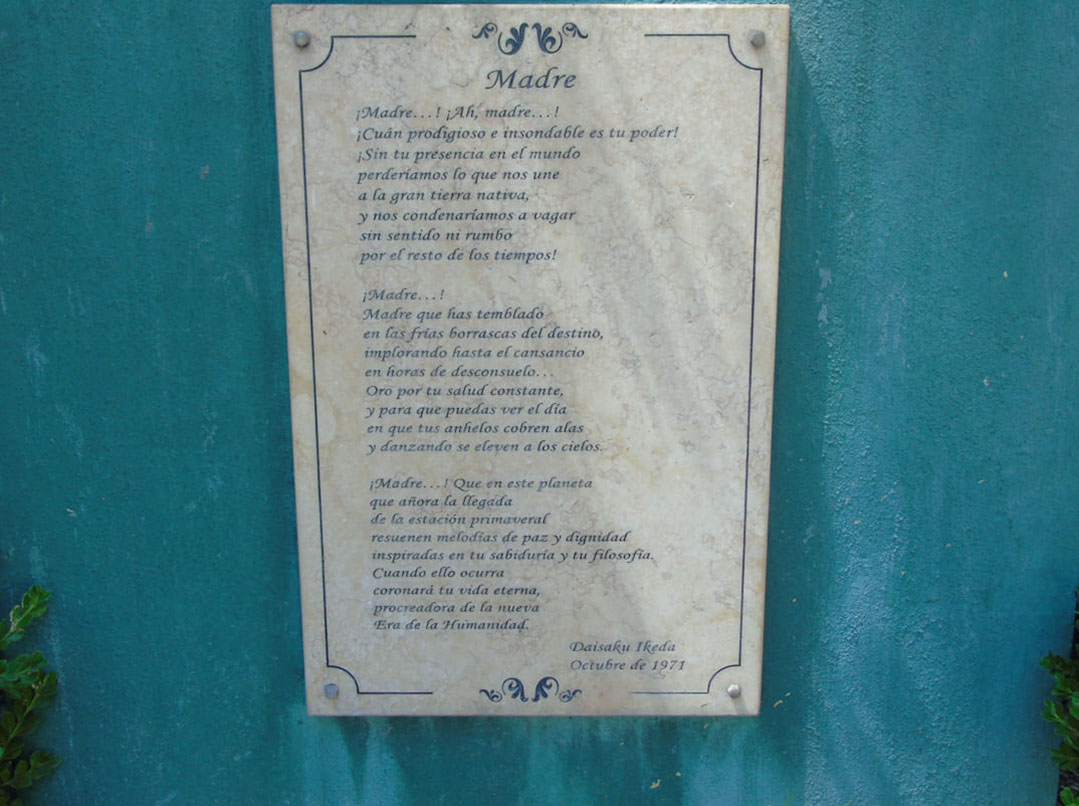 Madre
¡Madre...! ¡Ah, madre...!
¡Cuán prodigioso e insondable es tu poder!
¡Sin tu presencia en el mundo
perderíamos lo que nos une
a la gran tierra nativa,
y nos condenaríamos a vagar
sin sentido ni rumbo
por el resto de los tiempos!
¡Madre...!
Madre que has temblado
en las frías borrascas del destino,
implorando hasta el cansancio
en horas de desconsuelo...
Oro por tu salud constante,
y para que puedas ver el día
en que tus anhelos cobren alas
y danzando se eleven a los cielos.
¡Madre...! Que en este planeta
que añora la llegada
de la estación primaveral
resuenen melodías de paz y dignidad
inspiradas en tu sabiduría y tu filosofía.
Cuando ello ocurra
coronará tu vida eterna,
procreadora de la nueva
Era de la Humanidad.
Daisaku Ikeda
Octubre de 1971